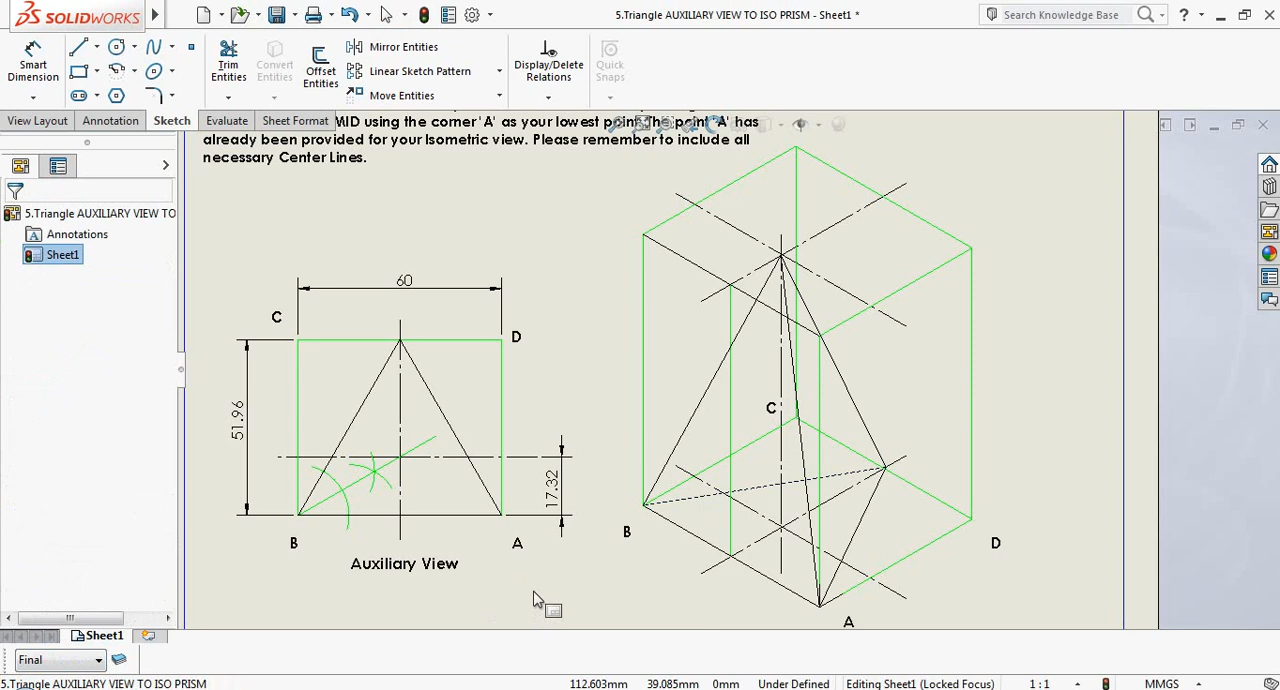 SOLIDWORKS
5.Triangle AUXILIARY VIEW TO ISO PRISM - Sheet1 *
Search Knowledge Base
?
Smart Dimension
Trim Entities
Convert Entities
Offset Entities
Mirror Entities
Linear Sketch Pattern
Move Entities
Display/Delete Relations
Quick Snaps
View Layout
Annotation
Sketch
Evaluate
Sheet Format
MID using the corner 'A' as your lowest point. The point 'A' has
already been provided for your Isometric view. Please remember to include all
necessary Center Lines.
5.Triangle AUXILIARY VIEW TO
Annotations
Sheet1
60
C
D
51.96
17.32
B
A
Auxiliary View
C
B
D
A
Sheet1
Final
5.Triangle AUXILIARY VIEW TO ISO PRISM
112.603mm
39.085mm
0mm
Under Defined
Editing Sheet1 (Locked Focus)
1 : 1
MMGS